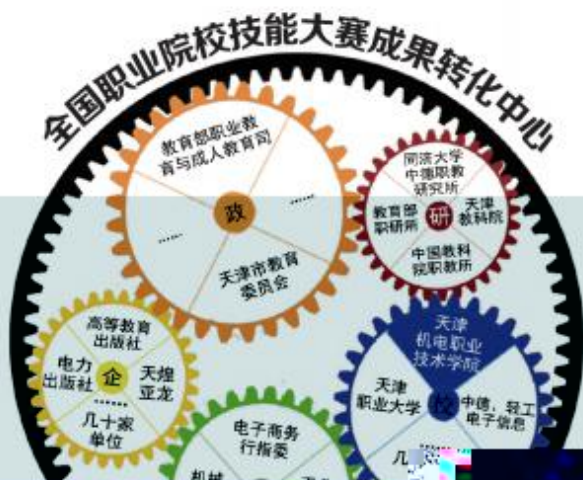 全国职业院校技能大赛成果转化中心
教育部职业教
育与成人教育司
......
政
......
天津市教育
委员会
同济大学
中德职教
研究所
教育部
职研所
研
天津
教科院
中国教科
院职教所
高等教育
出版社
电力
出版社
企
天煌
亚龙
......
几十家
单位
天津
机电职业
技术学院
天津
职业大学
校
中德、轻工
电子信息
......
电子商务
行指委
机械